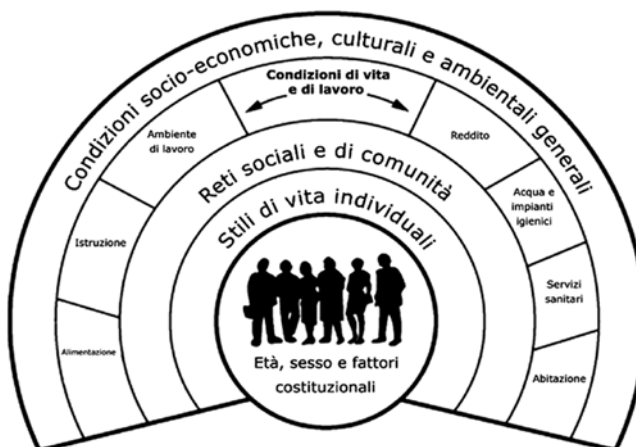 Condizioni socio-economiche, culturali e ambientali generali
Condizioni di vita
e di lavoro
Ambiente
di lavoro
Reddito
Reti sociali e di comunità
Acqua e
impianti
igienici
Stili di vita individuali
Istruzione
Servizi
sanitari
Alimentazione
Abitazione
Età, sesso e fattori
costituzionali